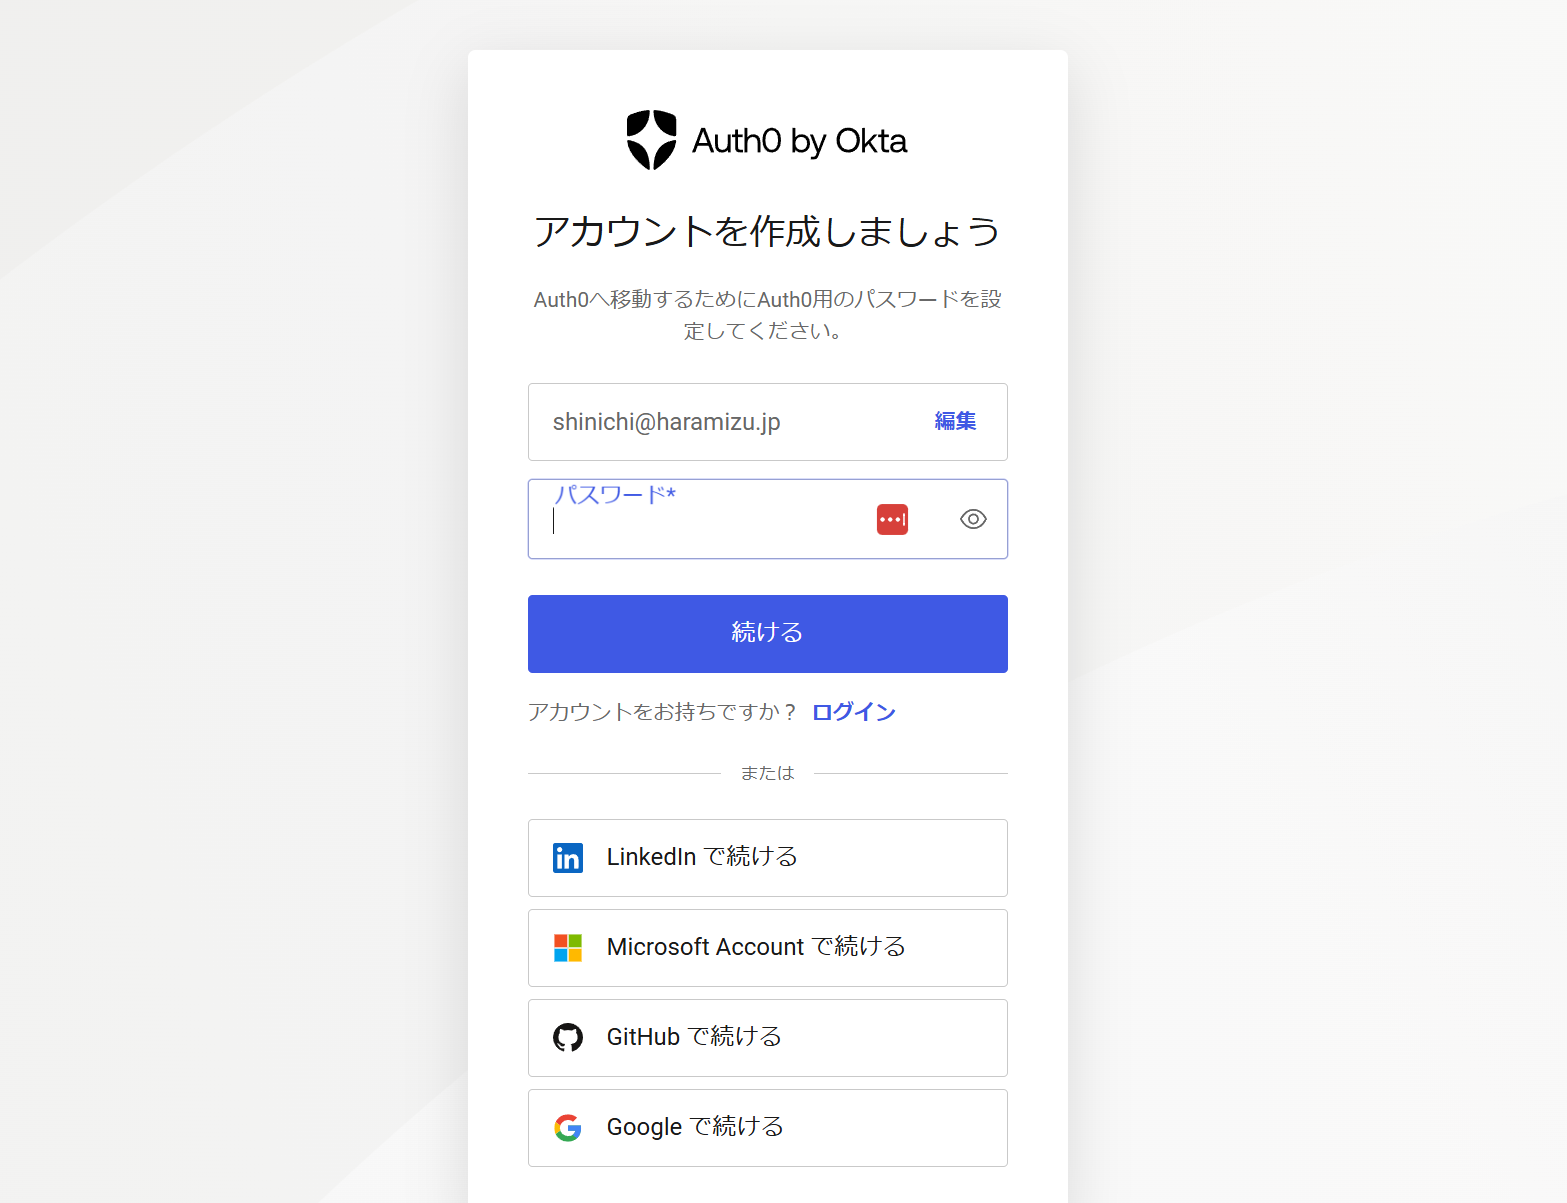 Auth0 by Okta
アカウントを作成しましょう
Auth0へ移動するためにAuth0用のパスワードを設
定してください。
shinichi@haramizu.jp 編集
パスワード*
続ける
アカウントをお持ちですか？ ログイン
または
LinkedIn で続ける
Microsoft Account で続ける
GitHub で続ける
Google で続ける